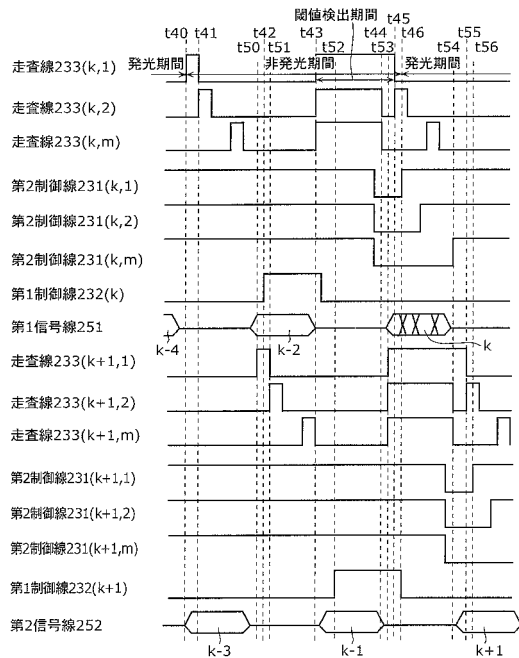 閾値検出期間
t45
t40 t41 t42 t43 t44 t46 t55
t50 t51 t52 t53 t54 t56
走査線233(k,1) 発光期間 非発光期間 発光期間
走査線233(k,2)
走査線233(k,m)
第2制御線231(k,1)
第2制御線231(k,2)
第2制御線231(k,m)
第1制御線232(k)
第1信号線251
k-4 k-2 k
走査線233(k+1,1)
走査線233(k+1,2)
走査線233(k+1,m)
第2制御線231(k+1,1)
第2制御線231(k+1,2)
第2制御線231(k+1,m)
第1制御線232(k+1)
第2信号線252
k-3 k-1 k+1